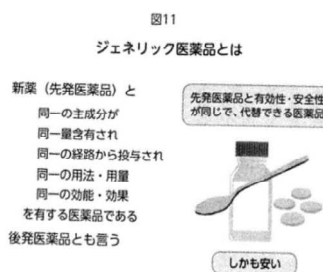 図11
ジェネリック医薬品とは
新薬（先発医薬品）と
同一の主成分が
同一量含有され
同一の経路から投与され
同一の用法・用量
同一の効能・効果
を有する医薬品である
後発医薬品とも言う
先発医薬品と有効性・安全性
が同じで、代替できる医薬品
しかも安い